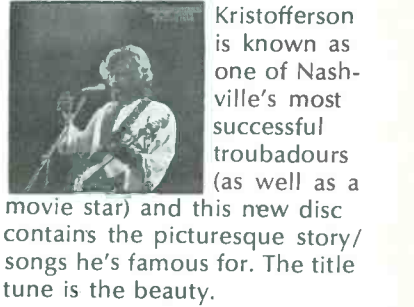 Kristofferson
is known as
one of Nash-
ville's most
successful
troubadours
(as well as a
movie star) and this new disc
contains the picturesque story/
songs he's famous for. The title
tune is the beauty.